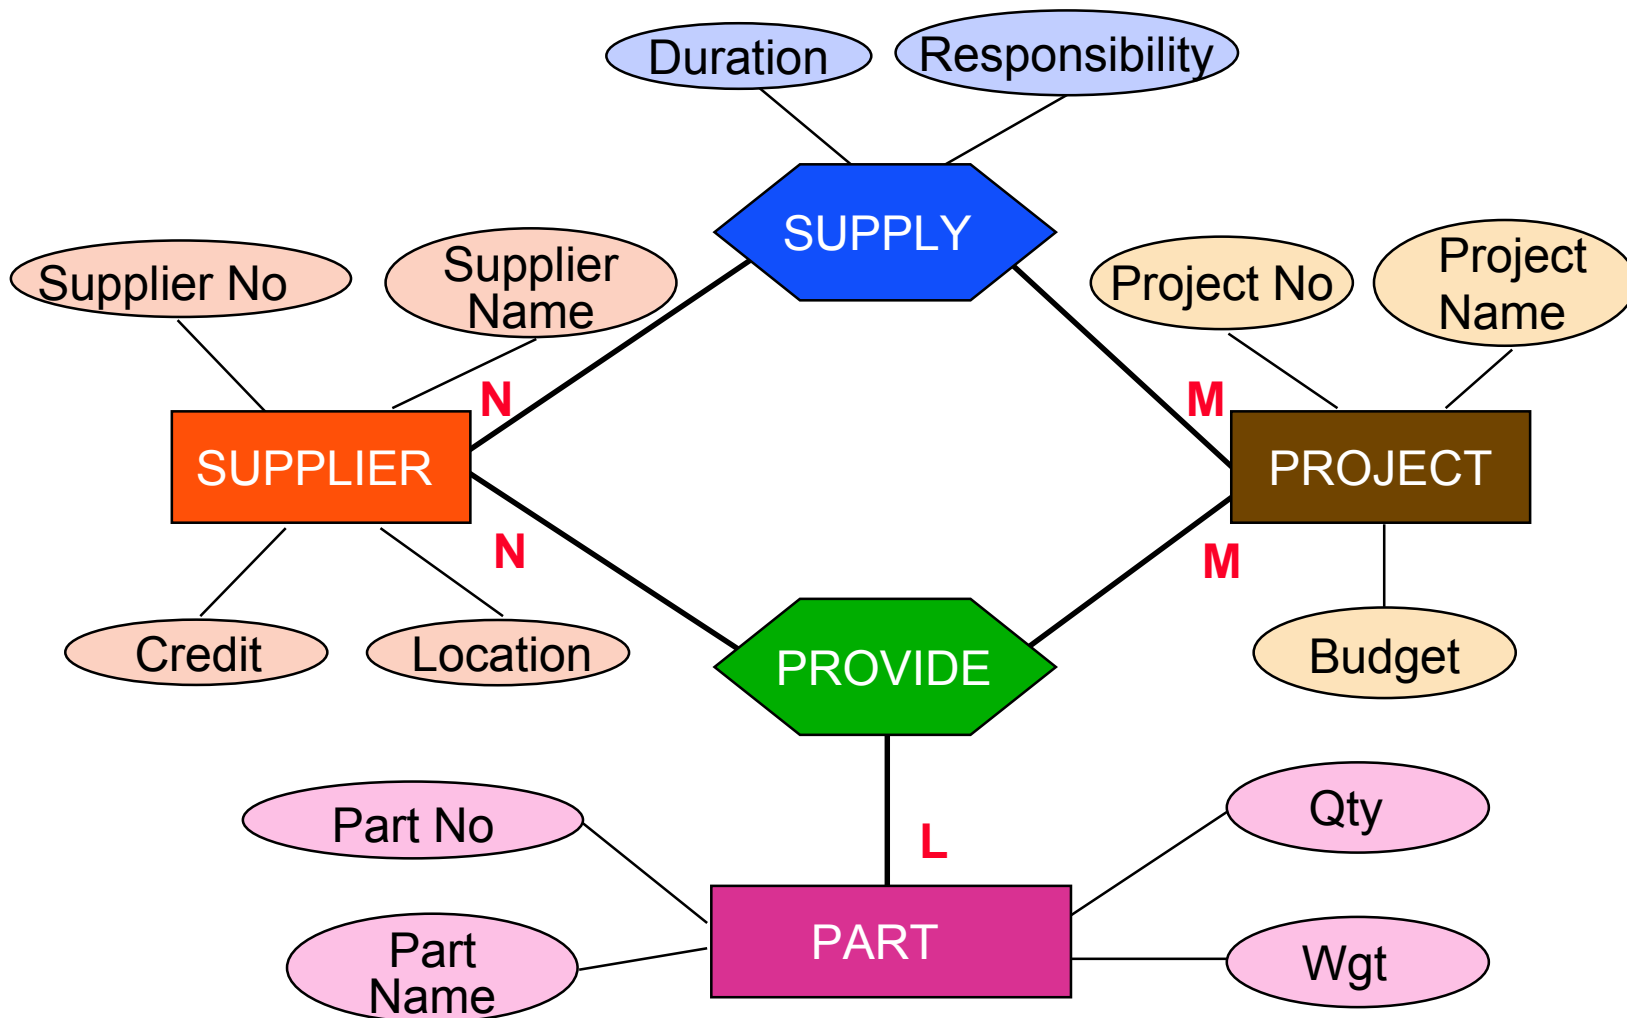 Duration
Responsibility
SUPPLY
Supplier No
Supplier
Name
Project No
Project
Name
N
M
SUPPLIER
PROJECT
N
M
Credit
Location
PROVIDE
Budget
Part No
L
Qty
PART
Part
Name
Wgt